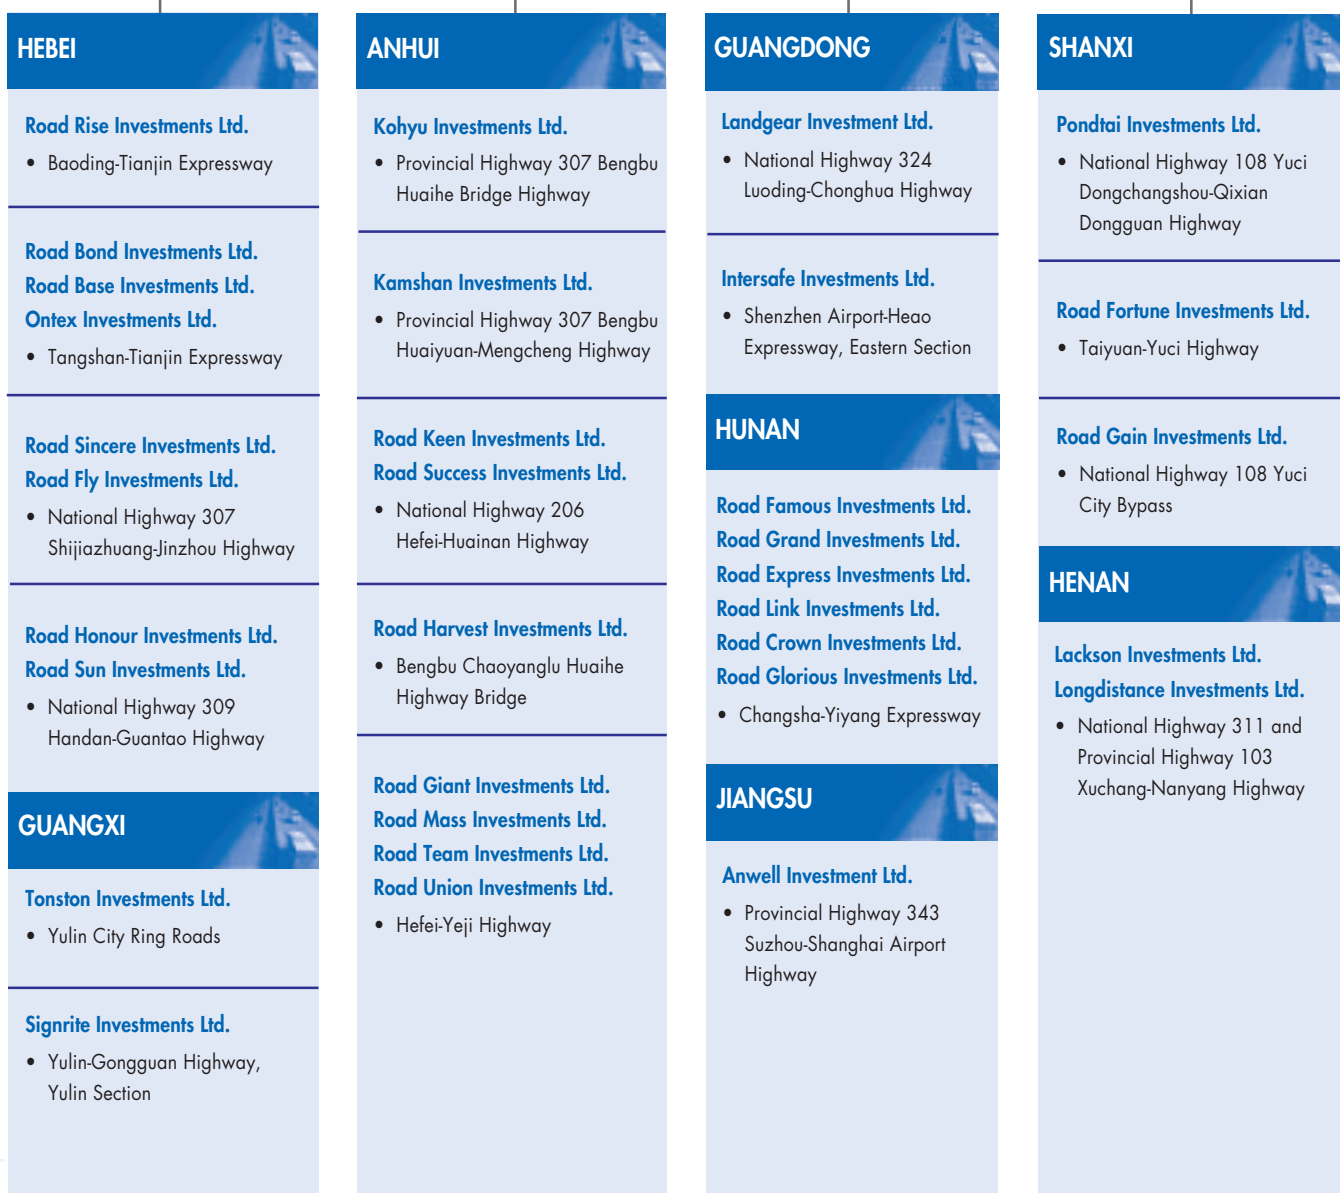 HEBEI
Road Rise Investments Ltd.
• Baoding-Tianjin Expressway
Road Bond Investments Ltd.
Road Base Investments Ltd.
Ontex Investments Ltd.
• Tangshan-Tianjin Expressway
Road Sincere Investments Ltd.
Road Fly Investments Ltd.
• National Highway 307
Shijiazhuang-Jinzhou Highway
Road Honour Investments Ltd.
Road Sun Investments Ltd.
• National Highway 309
Handan-Guantao Highway
GUANGXI
Tonston Investments Ltd.
• Yulin City Ring Roads
Signrite Investments Ltd.
• Yulin-Gongguan Highway,
Yulin Section
ANHUI
Kohyu Investments Ltd.
• Provincial Highway 307 Bengbu
Huaihe Bridge Highway
Kamshan Investments Ltd.
• Provincial Highway 307 Bengbu
Huaiyuan-Mengcheng Highway
Road Keen Investments Ltd.
Road Success Investments Ltd.
• National Highway 206
Hefei-Huainan Highway
Road Harvest Investments Ltd.
• Bengbu Chaoyanglu Huaihe
Highway Bridge
Road Giant Investments Ltd.
Road Mass Investments Ltd.
Road Team Investments Ltd.
Road Union Investments Ltd.
• Hefei-Yeji Highway
GUANGDONG
Landgear Investment Ltd.
• National Highway 324
Luoding-Chonghua Highway
Intersafe Investments Ltd.
• Shenzhen Airport-Heao
Expressway, Eastern Section
HUNAN
Road Famous Investments Ltd.
Road Grand Investments Ltd.
Road Express Investments Ltd.
Road Link Investments Ltd.
Road Crown Investments Ltd.
Road Glorious Investments Ltd.
• Changsha-Yiyang Expressway
JIANGSU
Anwell Investment Ltd.
• Provincial Highway 343
Suzhou-Shanghai Airport
Highway
SHANXI
Pondtai Investments Ltd.
• National Highway 108 Yuci
Dongchangshou-Qixian
Dongguan Highway
Road Fortune Investments Ltd.
• Taiyuan-Yuci Highway
Road Gain Investments Ltd.
• National Highway 108 Yuci
City Bypass
HENAN
Lackson Investments Ltd.
Longdistance Investments Ltd.
• National Highway 311 and
Provincial Highway 103
Xuchang-Nanyang Highway